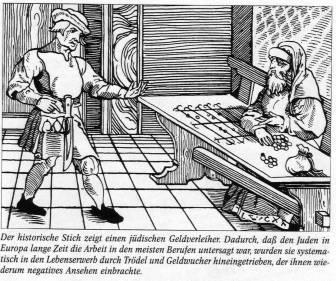 Der historische Stich zeigt einen jüdischen Geldverleiher. Dadurch, daß den Juden in
Europa lange Zeit die Arbeit in den meisten Berufen untersagt war, wurden sie systema-
tisch in den Lebenserwerb durch Trödel und Geldwucher hineingetrieben, der ihnen wie-
derum negatives Ansehen einbrachte.